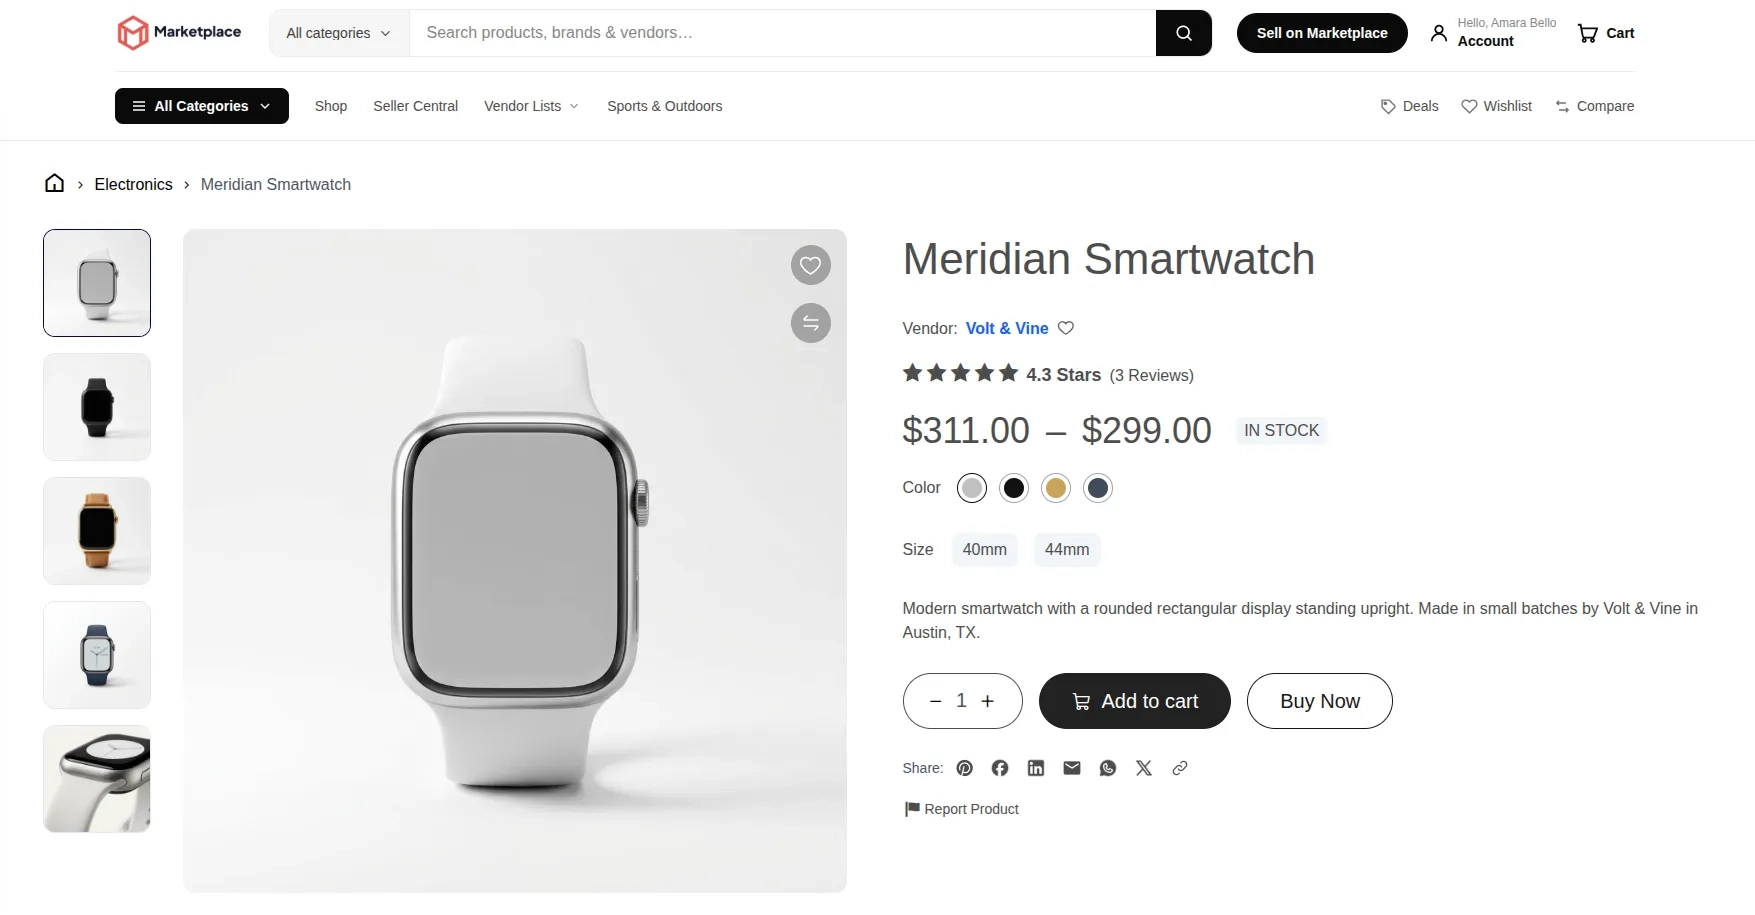 Marketplace
All categories
Search products, brands & vendors…
Sell on Marketplace
Hello, Amara Bello
Account
Cart
All Categories
Shop
Seller Central
Vendor Lists
Sports & Outdoors
Deals
Wishlist
Compare
Electronics
Meridian Smartwatch
Meridian Smartwatch
Vendor: Volt & Vine
4.3 Stars (3 Reviews)
$311.00 – $299.00 IN STOCK
Color
Size 40mm 44mm
Modern smartwatch with a rounded rectangular display standing upright. Made in small batches by Volt & Vine in
Austin, TX.
1
Add to cart
Buy Now
Share:
Report Product